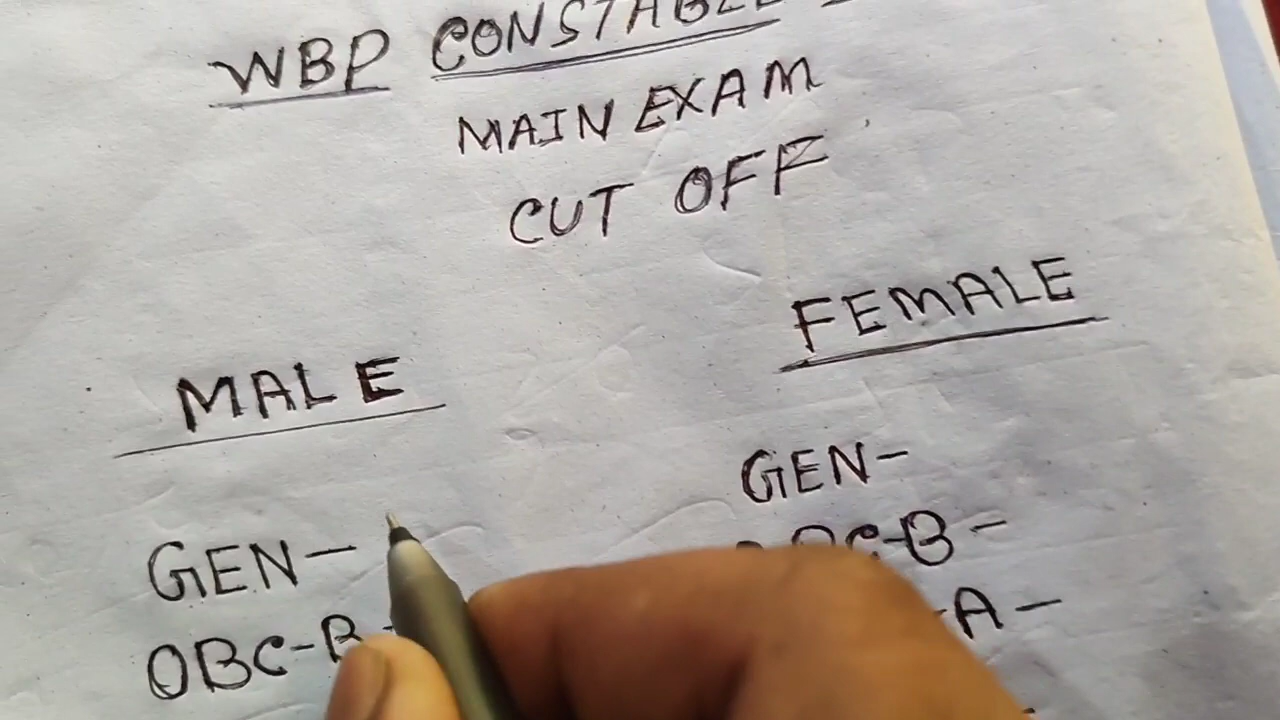 WBP CONSTABLE
MAIN EXAM
CUT OFF
MALE
GEN-
OBC-B-
FEMALE
GEN-
OBC-B-
-A-